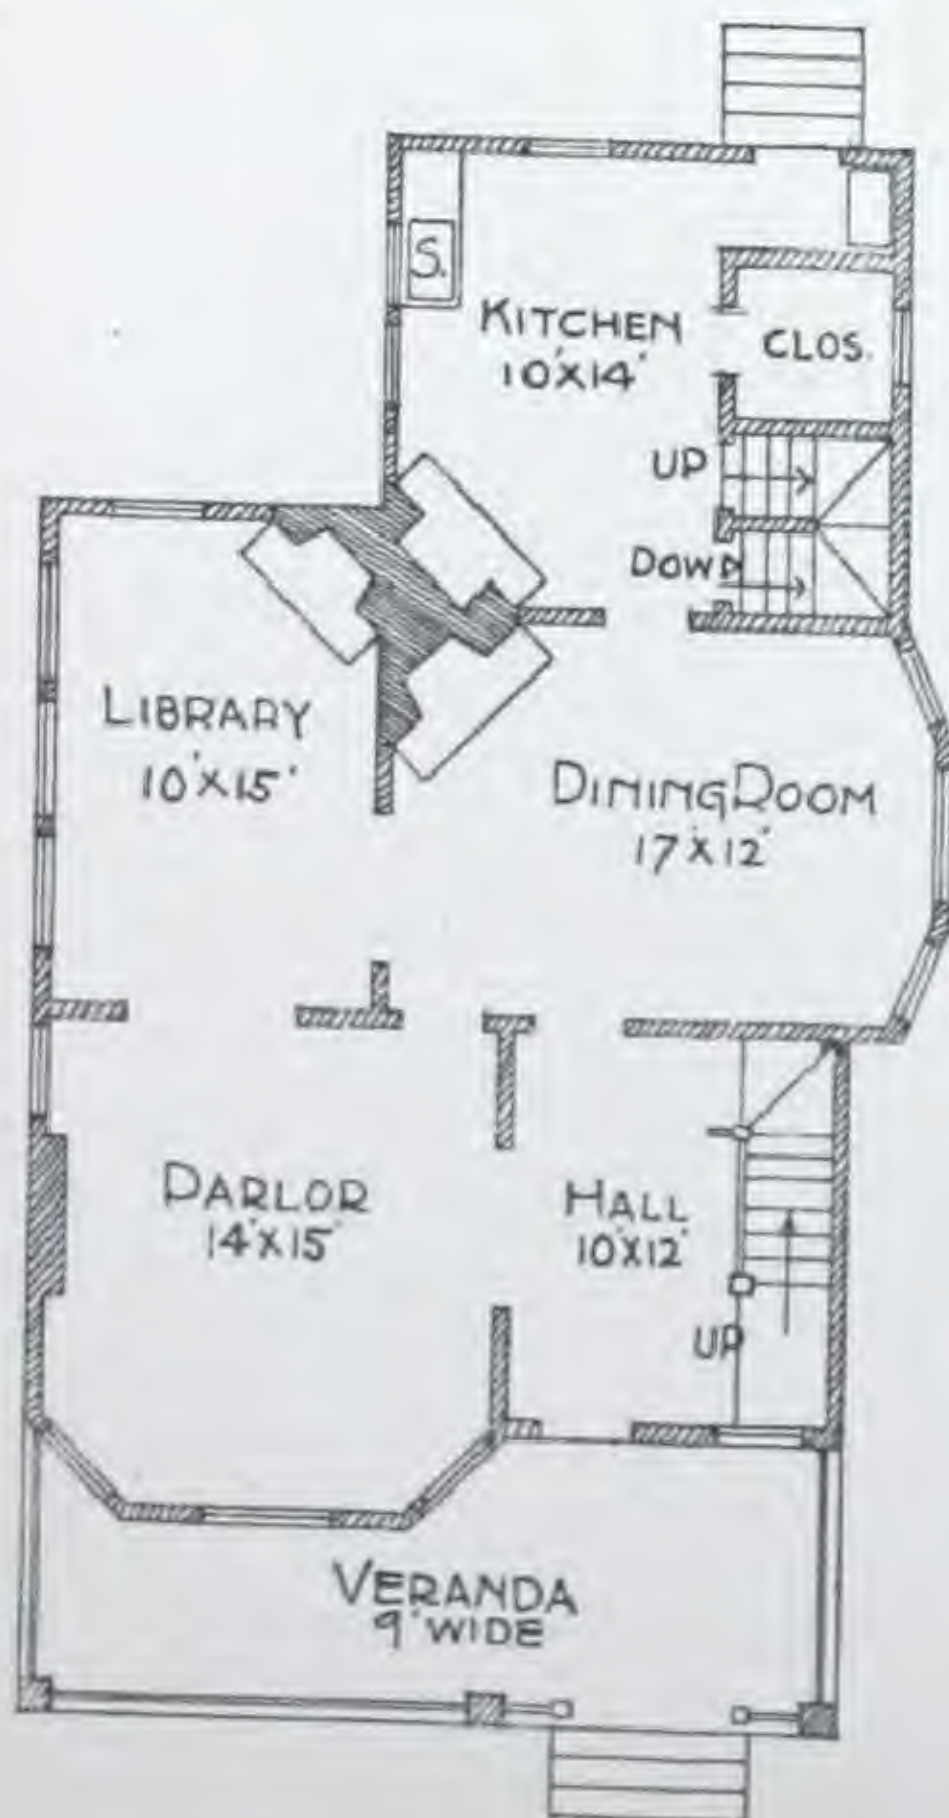 S.
KITCHEN
10'X14'
CLOS.
UP
DOWN
LIBRARY
10'X15'
DINING ROOM
17'X12'
PARLOR
14'X15'
HALL
10'X12'
UP
VERANDA
9' WIDE